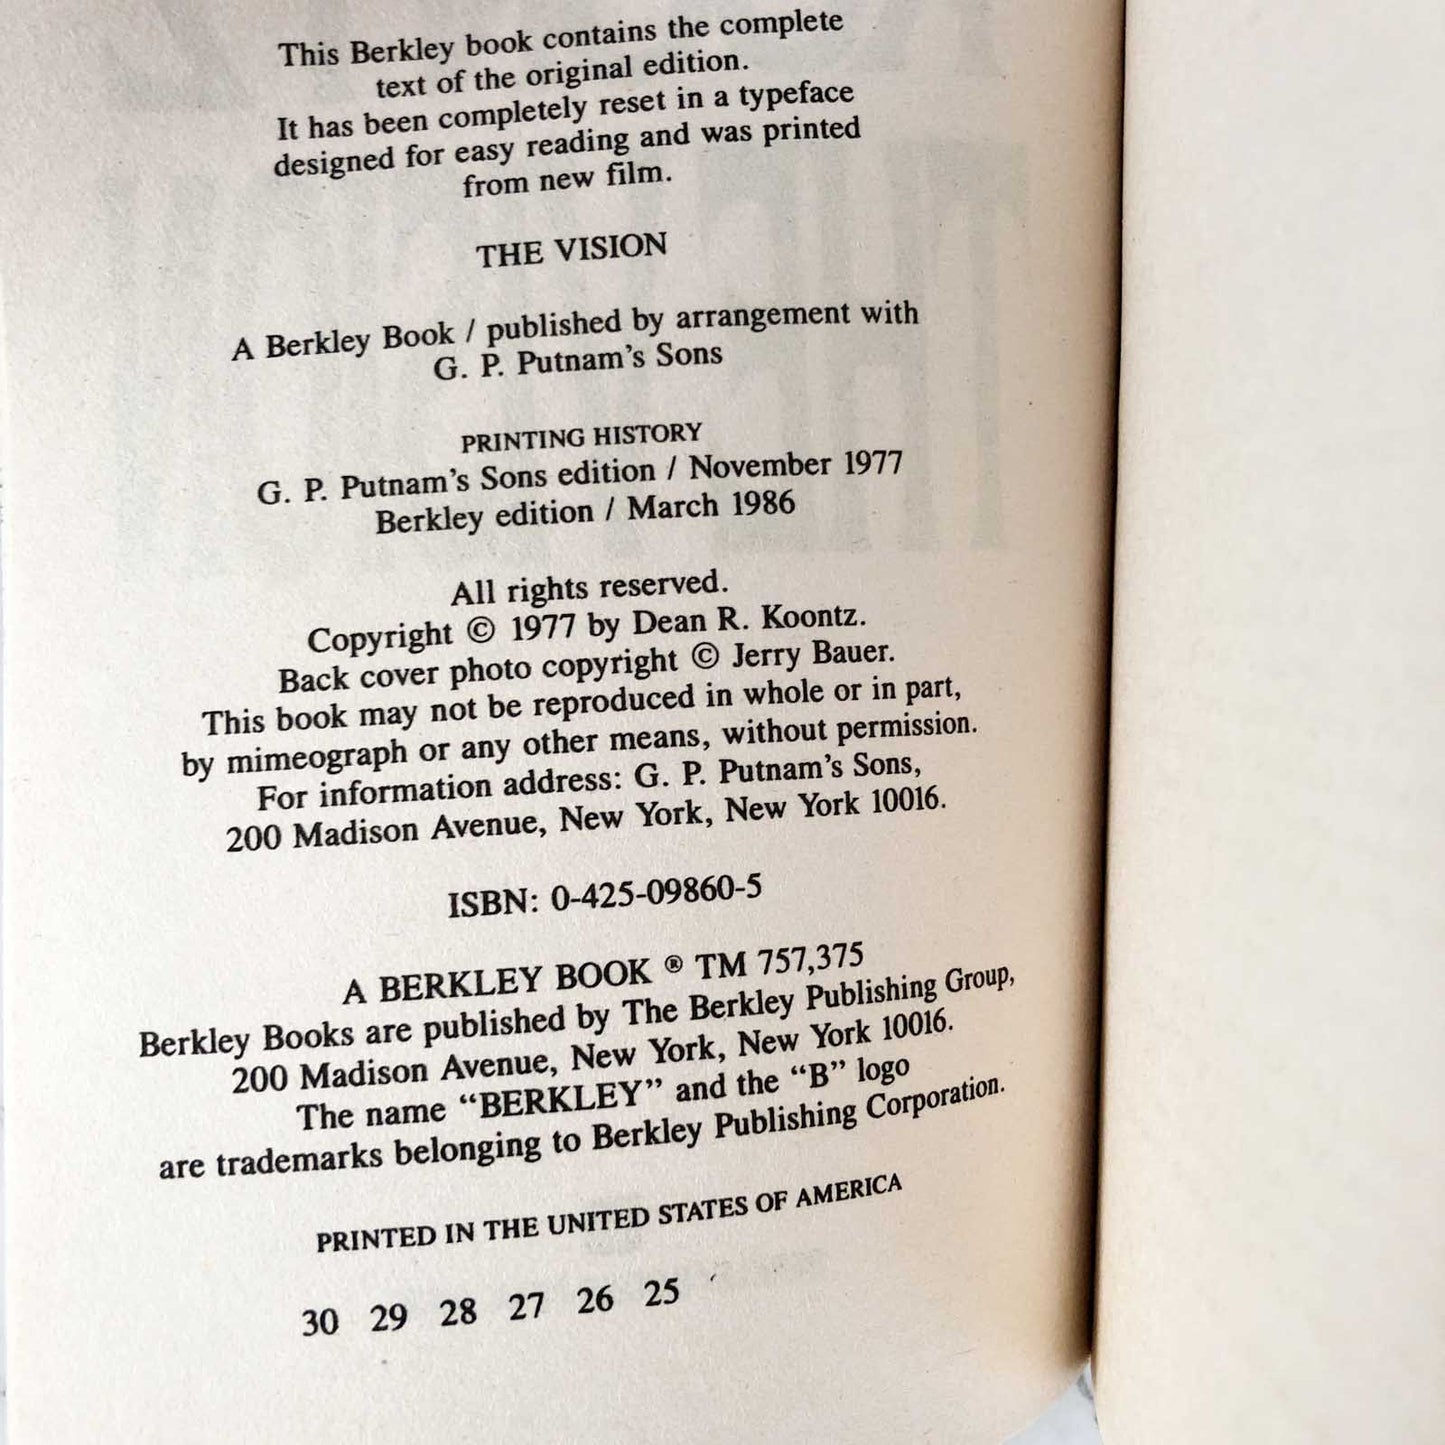 This Berkley book contains the complete
text of the original edition.
It has been completely reset in a typeface
designed for easy reading and was printed
from new film.
THE VISION
A Berkley Book / published by arrangement with
G. P. Putnam's Sons
PRINTING HISTORY
G. P. Putnam's Sons edition / November 1977
Berkley edition / March 1986
All rights reserved.
Copyright © 1977 by Dean R. Koontz.
Back cover photo copyright © Jerry Bauer.
This book may not be reproduced in whole or in part,
by mimeograph or any other means, without permission.
For information address: G. P. Putnam's Sons,
200 Madison Avenue, New York, New York 10016.
ISBN: 0-425-09860-5
A BERKLEY BOOK ® TM 757,375
Berkley Books are published by The Berkley Publishing Group,
200 Madison Avenue, New York, New York 10016.
The name “BERKLEY” and the “B” logo
are trademarks belonging to Berkley Publishing Corporation.
PRINTED IN THE UNITED STATES OF AMERICA
30 29 28 27 26 25